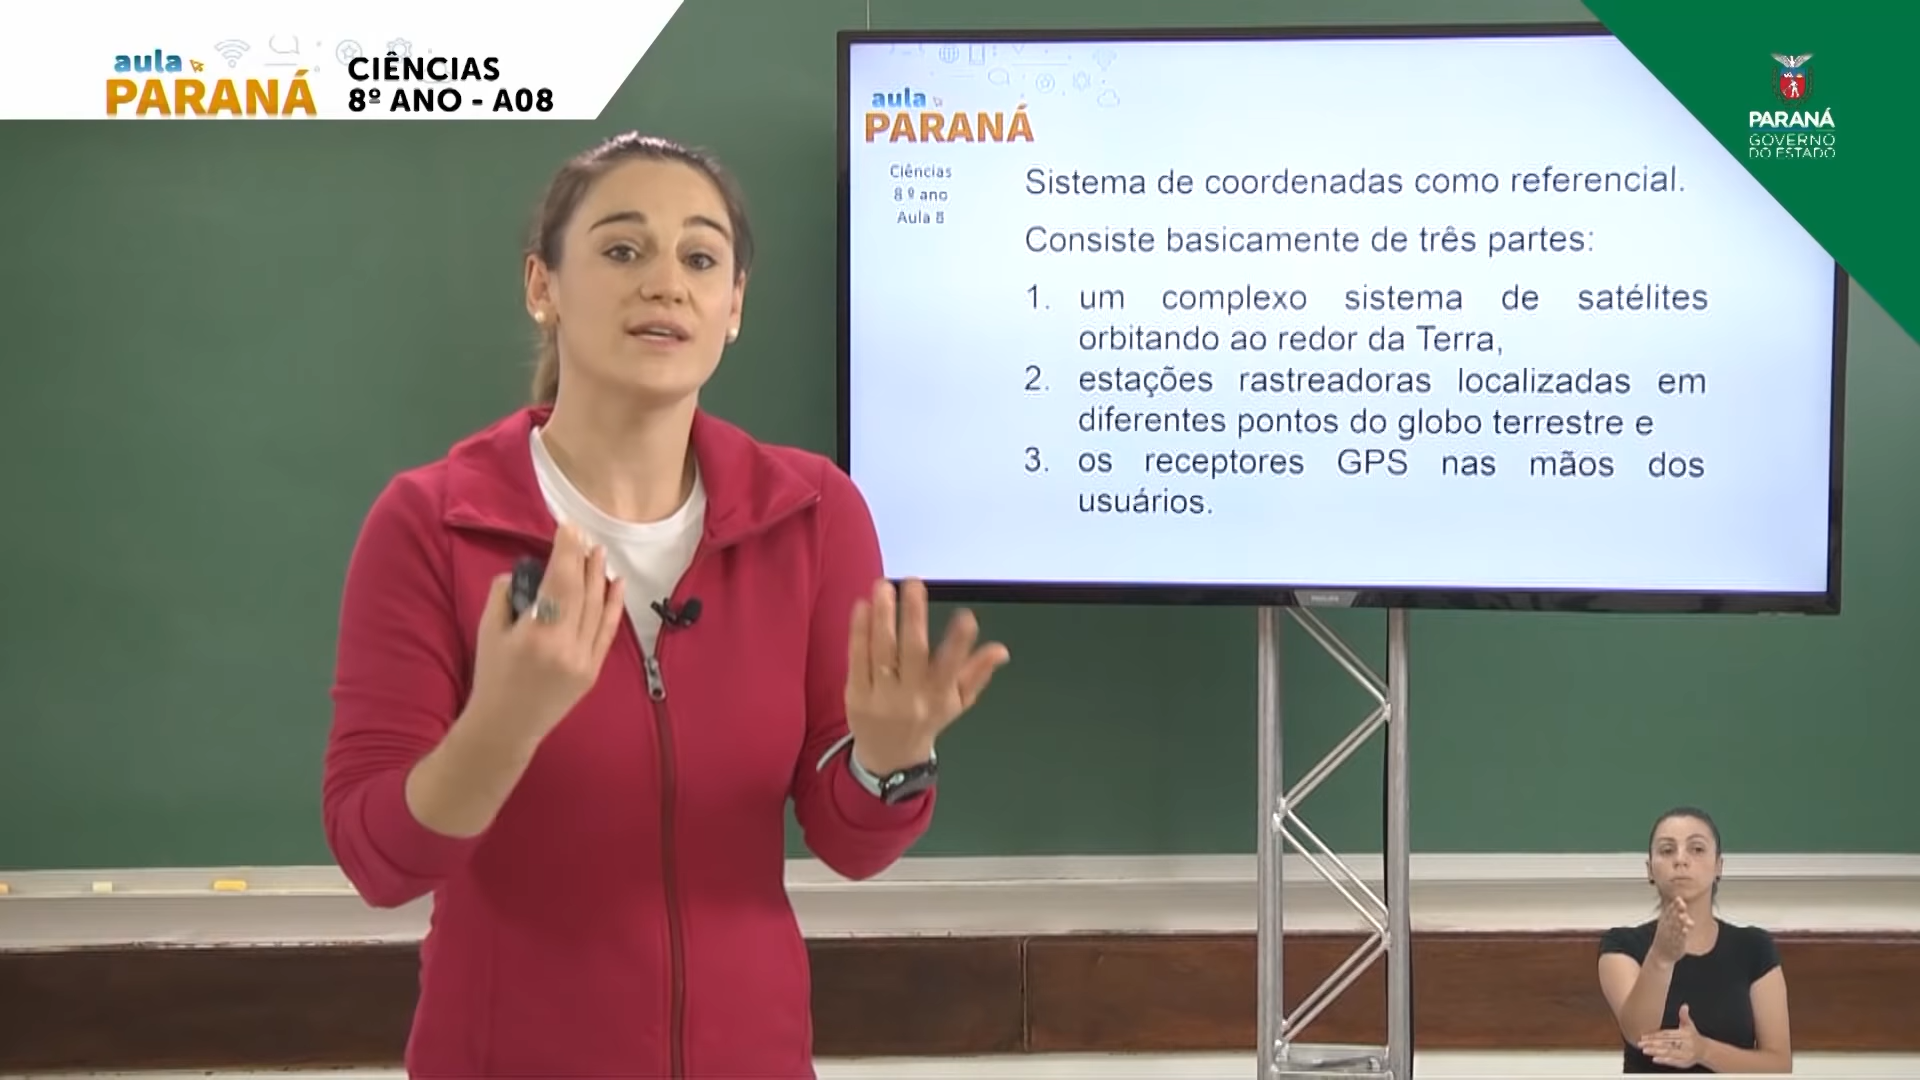 aula
PARANÁ
CIÊNCIAS
8º ANO - A08
aula
PARANÁ
Ciências
8 º ano
Aula 8
Sistema de coordenadas como referencial.
Consiste basicamente de três partes:
1. um complexo sistema de satélites
orbitando ao redor da Terra,
2. estações rastreadoras localizadas em
diferentes pontos do globo terrestre e
3. os receptores GPS nas mãos dos
usuários.
PARANÁ
GOVERNO
DO ESTADO